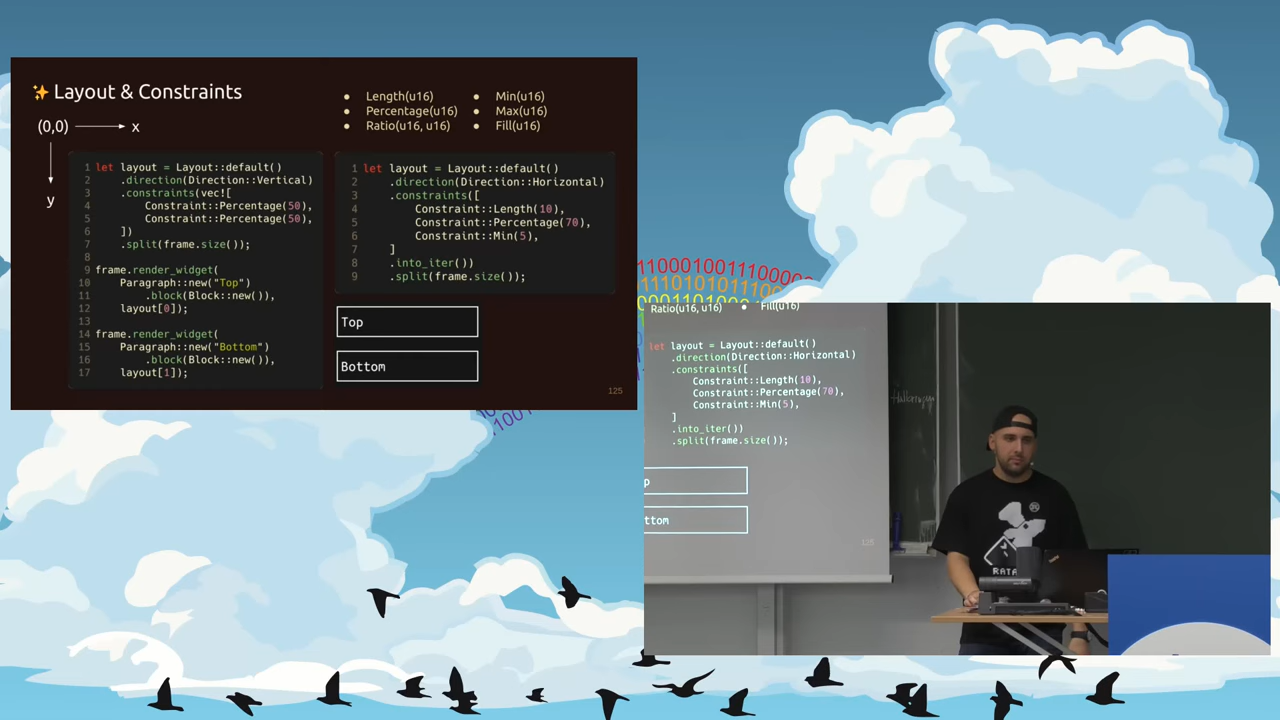 ✨ Layout & Constraints
• Length(u16)
• Percentage(u16)
• Ratio(u16, u16)
• Min(u16)
• Max(u16)
• Fill(u16)
(0,0) x
y
1 let layout = Layout::default()
2 .direction(Direction::Vertical)
3 .constraints(vec![
4 Constraint::Percentage(50),
5 Constraint::Percentage(50),
6 ])
7 .split(frame.size());
8
9 frame.render_widget(
10 Paragraph::new("Top")
11 .block(Block::new()),
12 layout[0]);
13
14 frame.render_widget(
15 Paragraph::new("Bottom")
16 .block(Block::new()),
17 layout[1]);
1 let layout = Layout::default()
2 .direction(Direction::Horizontal)
3 .constraints([
4 Constraint::Length(10),
5 Constraint::Percentage(70),
6 Constraint::Min(5),
7 ]
8 .into_iter())
9 .split(frame.size());
Top
Bottom
125
Ratio(u16, u16) • Fill(u16)
let layout = Layout::default()
.direction(Direction::Horizontal)
.constraints([
Constraint::Length(10),
Constraint::Percentage(70),
Constraint::Min(5),
]
.into_iter())
.split(frame.size());
p
ttom
125
RATA